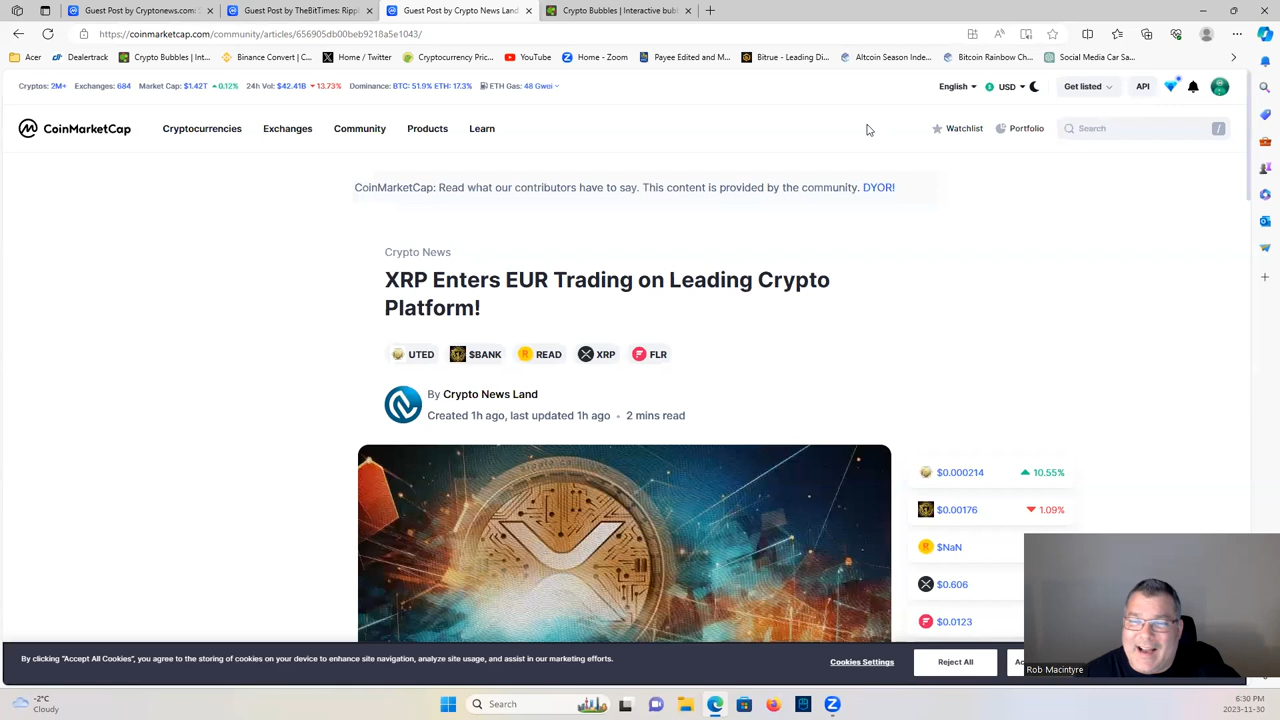 Guest Post by Cryptonews.com: S
Guest Post by TheBitTimes: Rippl
Guest Post by Crypto News Land
Crypto Bubbles | Interactive bubb
https://coinmarketcap.com/community/articles/656905db00beb9218a5e1043/
Acer
Dealertrack
Crypto Bubbles | Int...
Binance Convert | C...
Home / Twitter
Cryptocurrency Pric...
YouTube
Home - Zoom
Payee Edited and M...
Bitrue - Leading Di...
Altcoin Season Inde...
Bitcoin Rainbow Ch...
Social Media Car Sa...
Cryptos: 2M+ Exchanges: 684 Market Cap: $1.42T 0.12% 24h Vol: $42.41B 13.73% Dominance: BTC: 51.9% ETH: 17.3% ETH Gas: 48 Gwei
English USD Get listed API
CoinMarketCap
Cryptocurrencies Exchanges Community Products Learn
Watchlist Portfolio Search /
CoinMarketCap: Read what our contributors have to say. This content is provided by the community. DYOR!
Crypto News
XRP Enters EUR Trading on Leading Crypto
Platform!
UTED $BANK READ XRP FLR
By Crypto News Land
Created 1h ago, last updated 1h ago • 2 mins read
$0.000214 10.55%
$0.00176 1.09%
$NaN
$0.606
$0.0123
By clicking "Accept All Cookies", you agree to the storing of cookies on your device to enhance site navigation, analyze site usage, and assist in our marketing efforts.
Cookies Settings
Reject All
Rob Macintyre
-2°C
Cloudy
Search
6:30 PM
2023-11-30